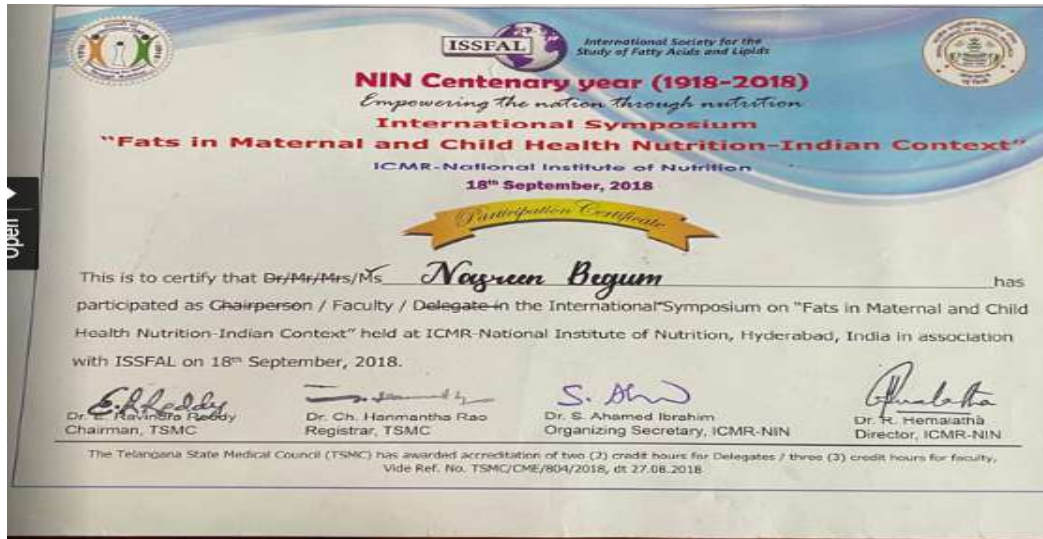 ISSFAL
International Society for the
Study of Fatty Acids and Lipids
NIN Centenary year (1918-2018)
Empowering the nation through nutrition
International Symposium
"Fats in Maternal and Child Health Nutrition-Indian Context"
ICMR-National Institute of Nutrition
18th September, 2018
Participation Certificate
Open
This is to certify that Dr/Mr/Mrs/Ms Nasreen Begum has
participated as Chairperson / Faculty / Delegate in the International Symposium on "Fats in Maternal and Child
Health Nutrition-Indian Context" held at ICMR-National Institute of Nutrition, Hyderabad, India in association
with ISSFAL on 18th September, 2018.
Dr. E. Ravindra Reddy
Chairman, TSMC
Dr. Ch. Hanmantha Rao
Registrar, TSMC
Dr. S. Ahamed Ibrahim
Organizing Secretary, ICMR-NIN
Dr. R. Hemalatha
Director, ICMR-NIN
The Telangana State Medical Council (TSMC) has awarded accreditation of two (2) credit hours for Delegates / three (3) credit hours for faculty,
Vide Ref. No. TSMC/CME/804/2018, dt 27.08.2018